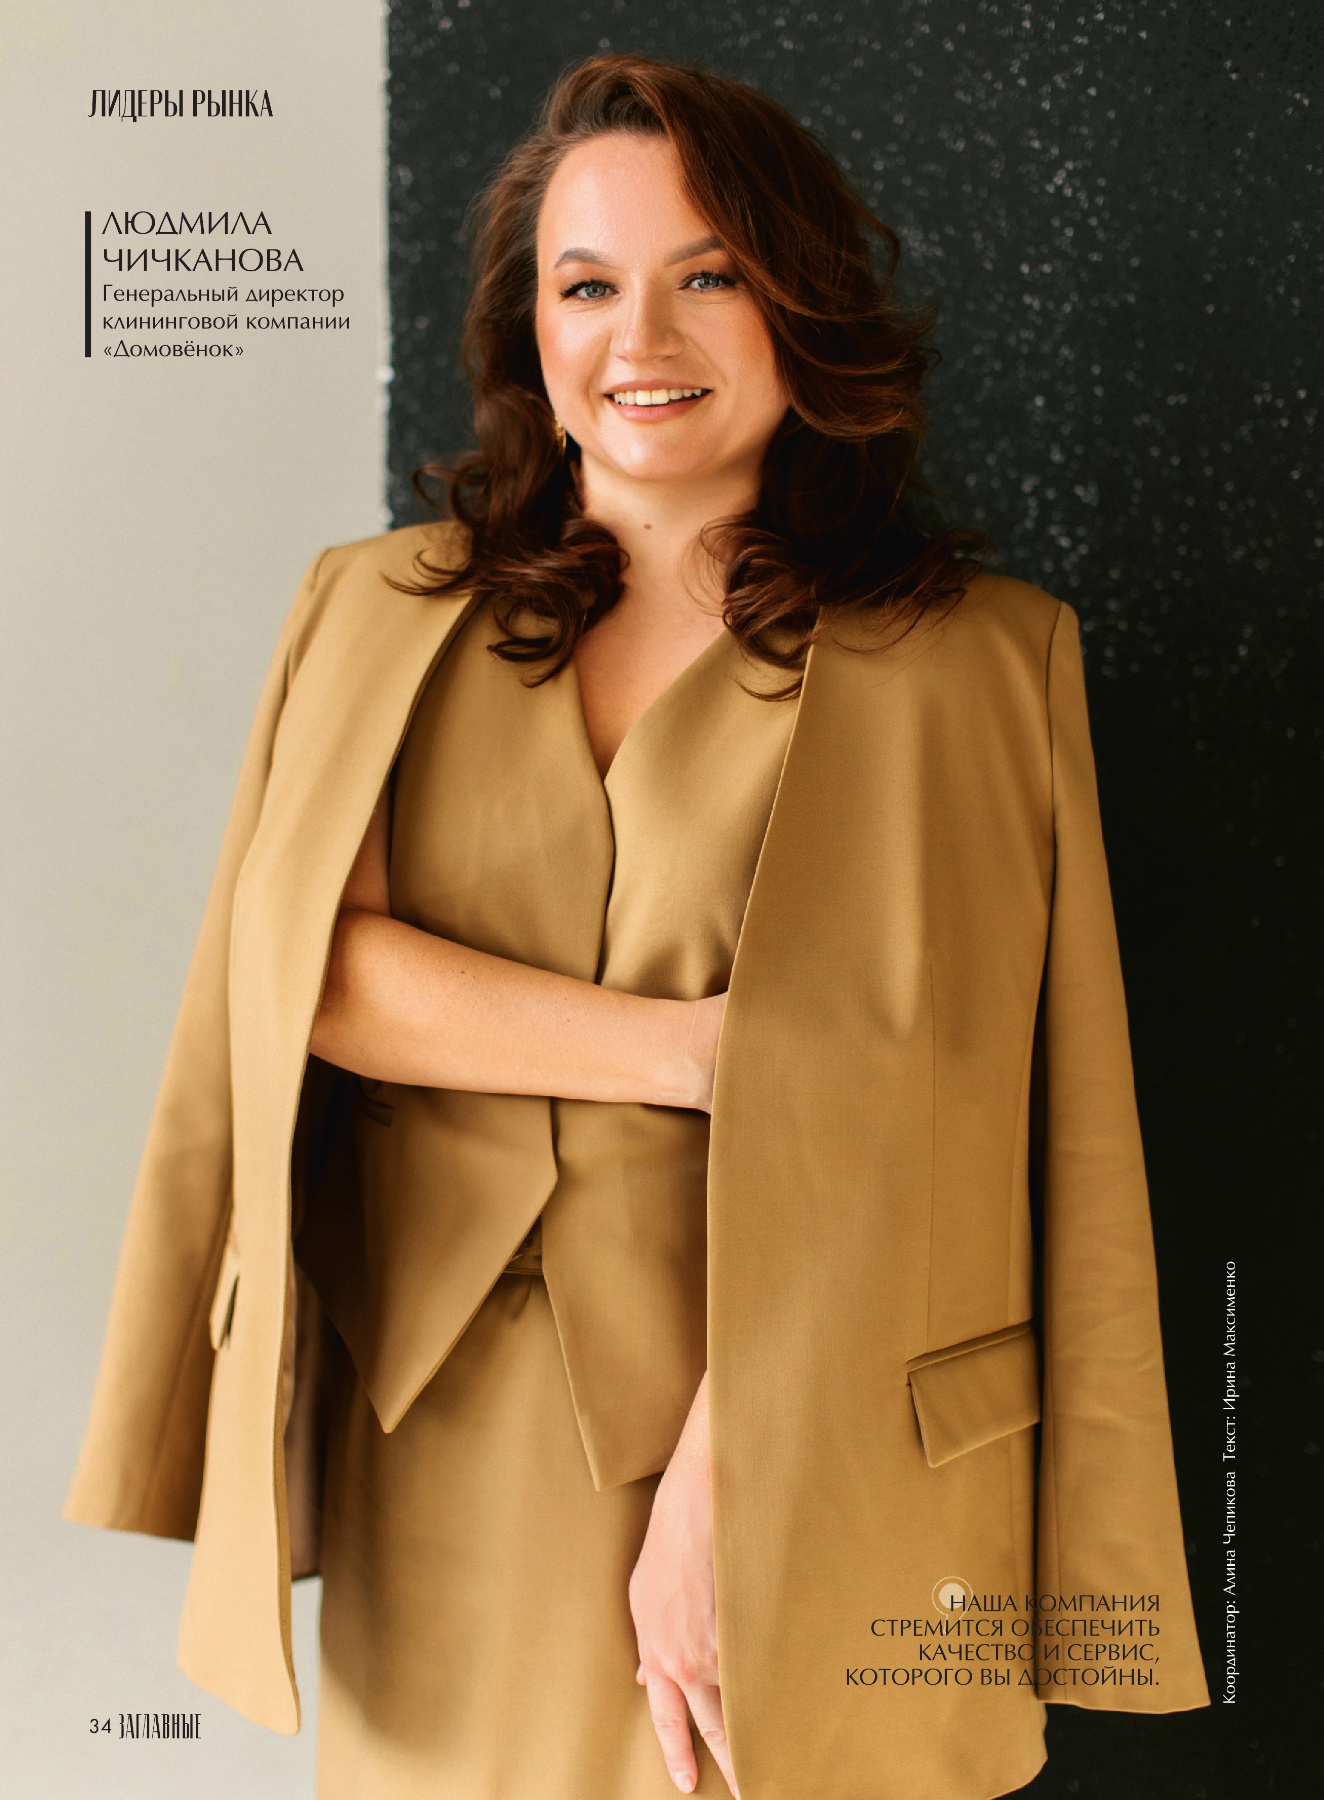 ЛИДЕРЫ РЫНКА
ЛЮДМИЛА
ЧИЧКАНОВА
Генеральный директор
клининговой компании
«Домовёнок»
НАША КОМПАНИЯ
СТРЕМИТСЯ ОБЕСПЕЧИТЬ
КАЧЕСТВО И СЕРВИС,
КОТОРОГО ВЫ ДОСТОЙНЫ.
Координатор: Алина Чепикова Текст: Ирина Максименко
34 ЗАГЛАВНЫЕ